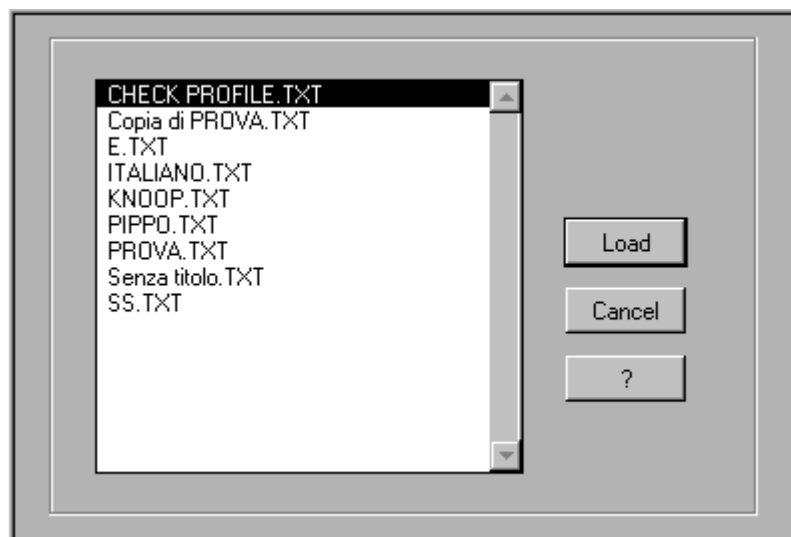 CHECK PROFILE.TXT
Copia di PROVA.TXT
E.TXT
ITALIANO.TXT
KNOOP.TXT
PIPPO.TXT
PROVA.TXT
Senza titolo.TXT
SS.TXT
Load
Cancel
?